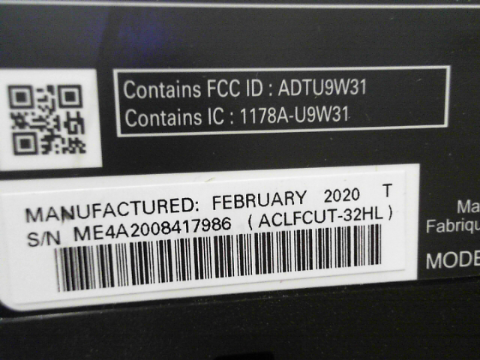 Contains FCC ID : ADTU9W31
Contains IC : 1178A-U9W31
MANUFACTURED: FEBRUARY 2020 T
S/N ME4A2008417986 (ACLFCUT-32HL)
Ma
Fabriqu
MODE